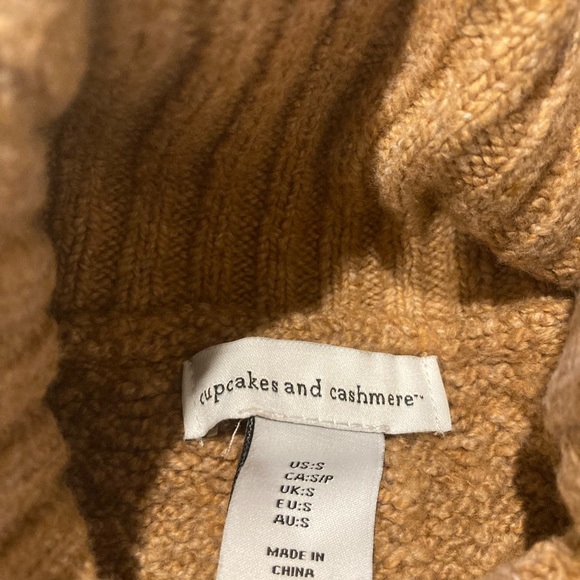 cupcakes and cashmere™
US:S
CA:S/P
UK:S
EU:S
AU:S
MADE IN
CHINA